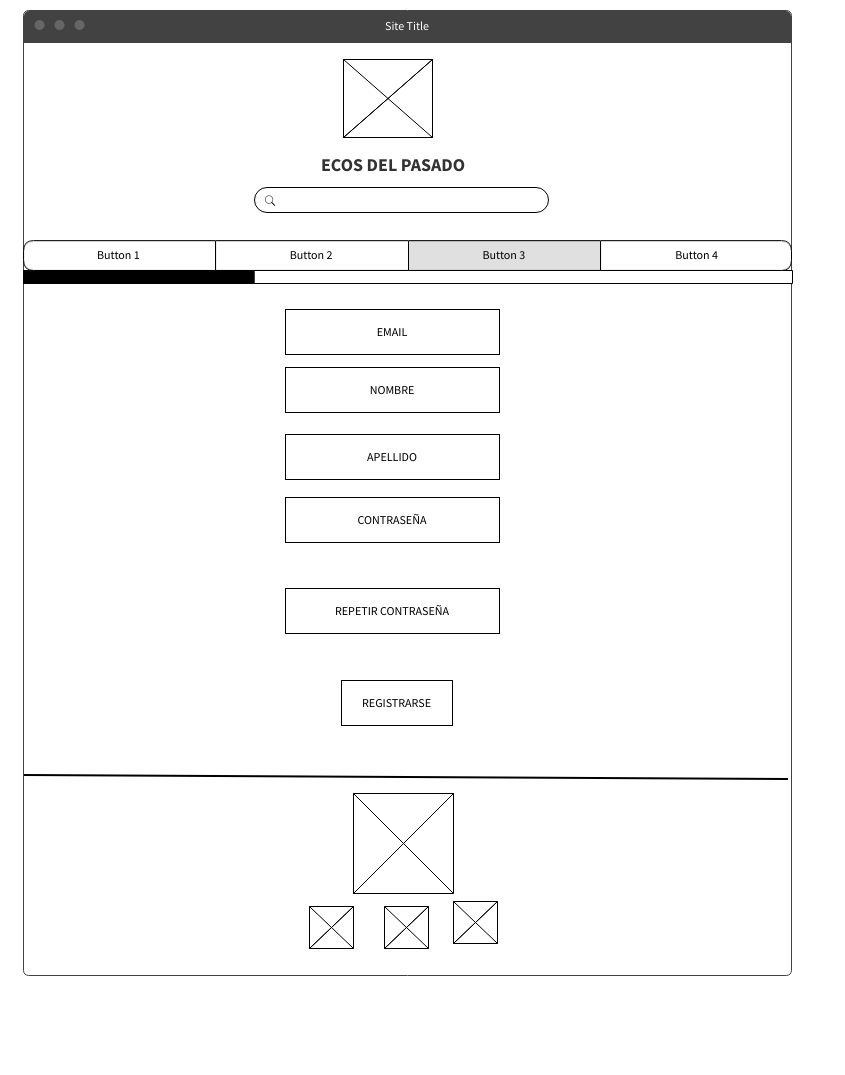 Site Title
ECOS DEL PASADO
Button 1 Button 2 Button 3 Button 4
EMAIL
NOMBRE
APELLIDO
CONTRASEÑA
REPETIR CONTRASEÑA
REGISTRARSE